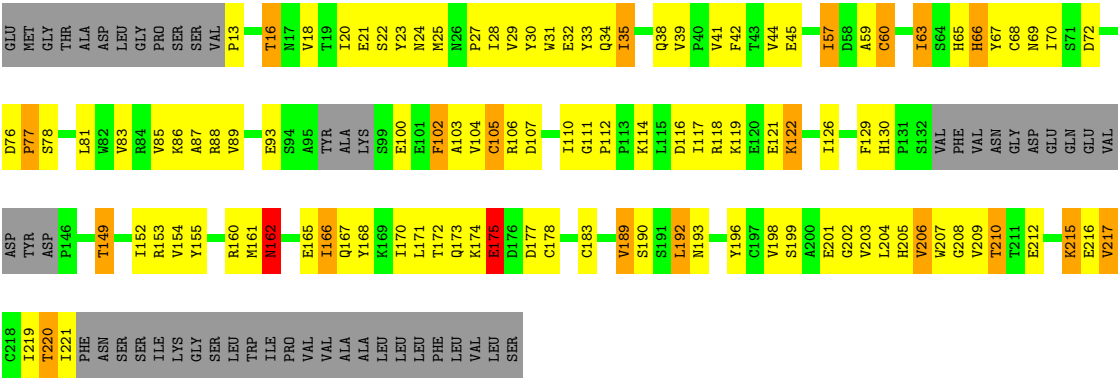 GLU MET GLY THR ALA ASP LEU GLY PRO SER SER VAL P13 T16 N17 V18 T19 I20 E21 S22 Y23 N24 M25 N26 P27 I28 V29 Y30 W31 E32 Y33 Q34 I35 Q38 V39 P40 V41 F42 T43 V44 E45 I57 D58 A59 C60 I63 S64 H65 H66 Y67 C68 N69 I70 S71 D72
D76 P77 S78 L81 W82 V83 R84 V85 K86 A87 R88 V89 E93 S94 A95 TYR ALA LYS S99 E100 E101 F102 A103 V104 C105 R106 D107 I110 G111 P112 P113 K114 L115 D116 I117 R118 K119 E120 E121 K122 I126 F129 H130 P131 S132 VAL PHE VAL ASN GLY ASP GLU GLN GLU VAL
ASP TYR ASP P146 T149 I152 R153 V154 Y155 R160 M161 N162 E165 I166 Q167 Y168 K169 I170 L171 T172 Q173 K174 E175 D176 D177 C178 C183 V189 S190 S191 L192 N193 Y196 C197 V198 S199 A200 E201 G202 V203 L204 H205 V206 W207 G208 V209 T210 T211 E212 K215 E216 V217
C218 I219 T220 I221 PHE ASN SER SER ILE LYS GLY SER LEU TRP ILE PRO VAL VAL ALA ALA LEU LEU LEU PHE LEU VAL LEU SER